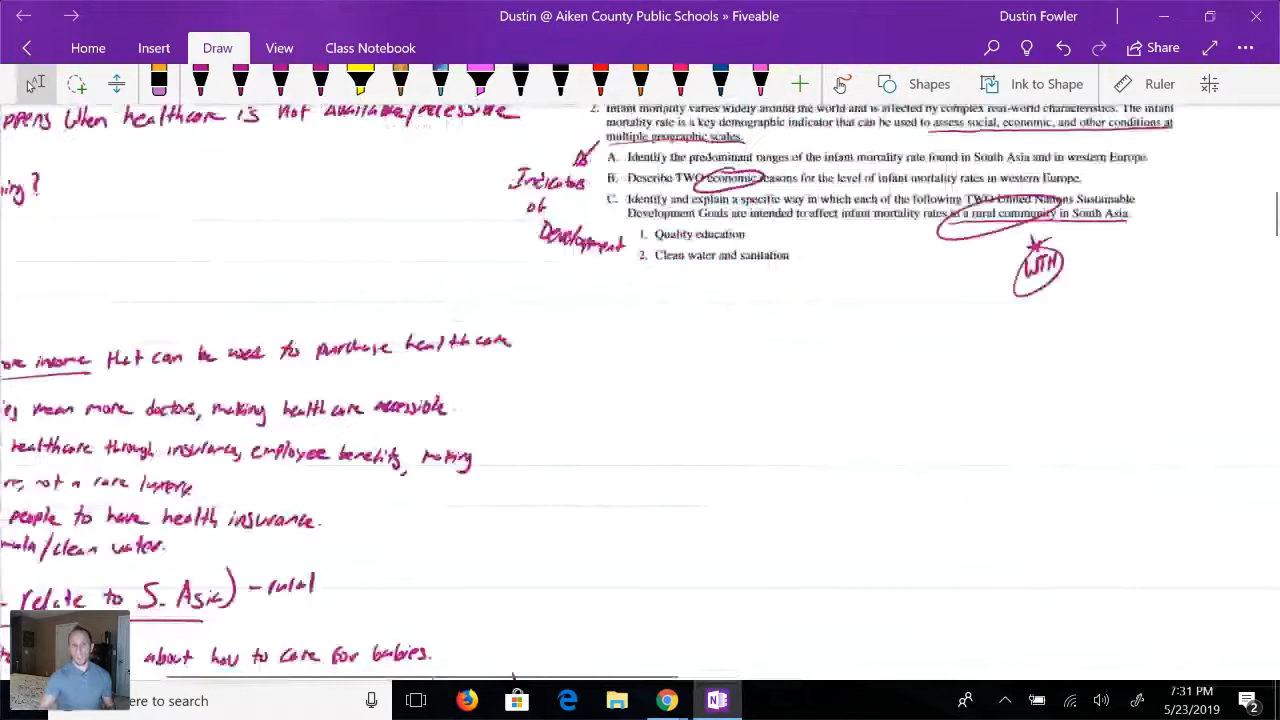 Dustin @ Aiken County Public Schools » Fiveable
Dustin Fowler
Home Insert Draw View Class Notebook
Share
Shapes Ink to Shape Ruler
when healthcare is not available/accessible
ing?
2. Infant mortality varies widely around the world and is affected by complex real-world characteristics. The infant
mortality rate is a key demographic indicator that can be used to assess social, economic, and other conditions at
multiple geographic scales.
A. Identify the predominant ranges of the infant mortality rate found in South Asia and in western Europe.
B. Describe TWO economic reasons for the level of infant mortality rates in western Europe.
C. Identify and explain a specific way in which each of the following TWO United Nations Sustainable
Development Goals are intended to affect infant mortality rates in a rural community in South Asia.
1. Quality education
2. Clean water and sanitation
Indicators
of
Development
WTH
income that can be used to purchase healthcare
mean more doctors, making healthcare accessible
healthcare through insurance, employee benefits, making
not a rare luxury
people to have health insurance.
/clean water.
relate to S. Asia) - rural
about how to care for babies.
here to search
7:31 PM
5/23/2019
2